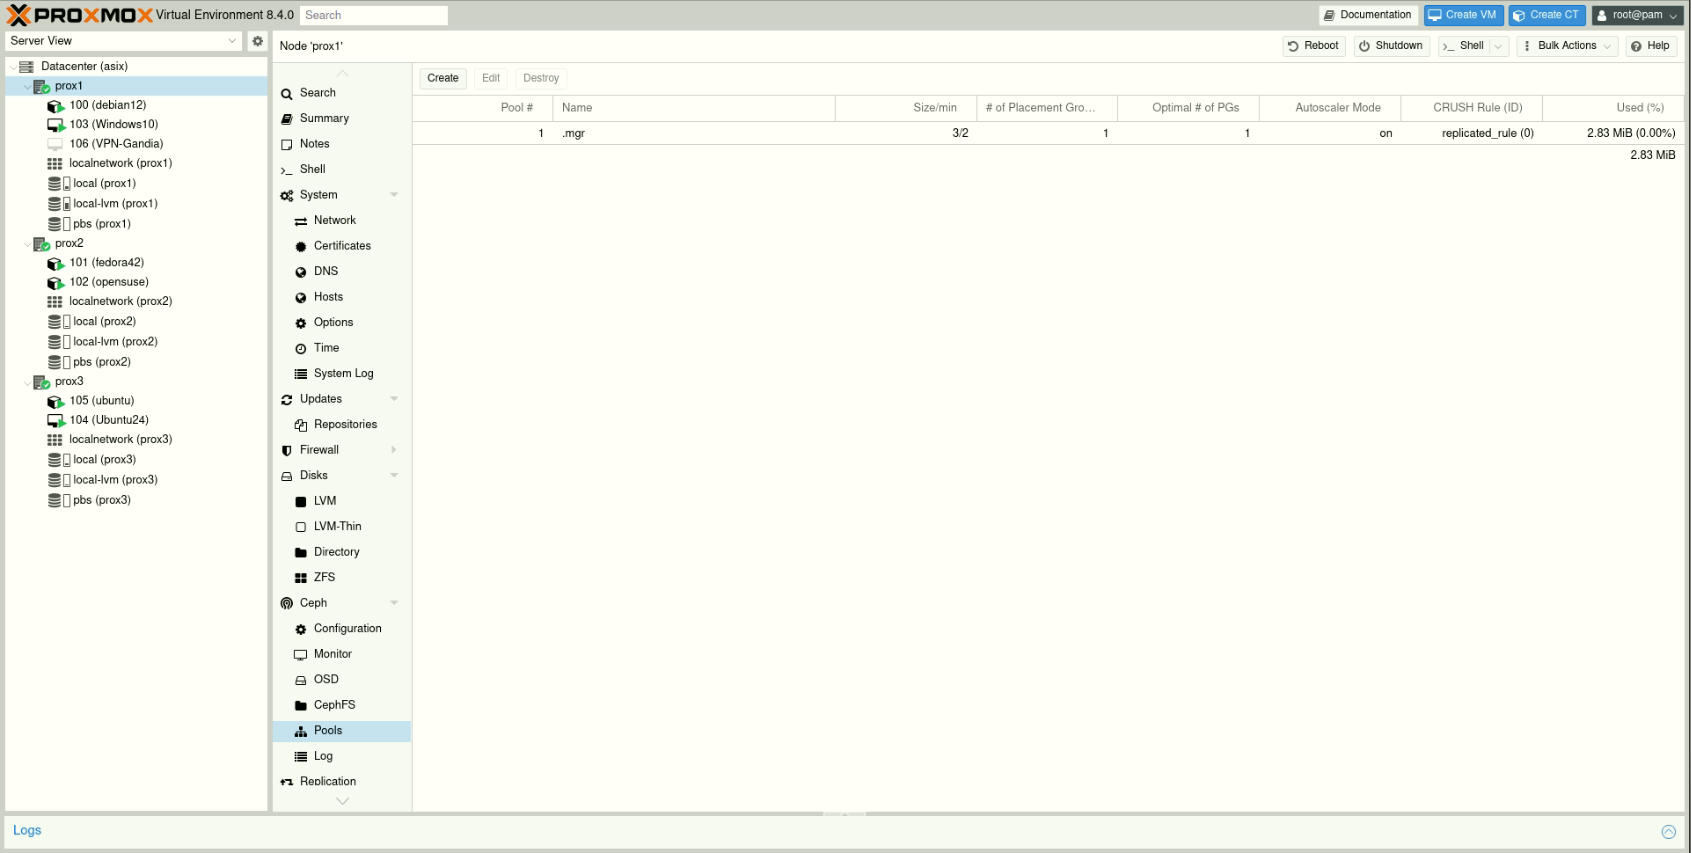 PROXMOX Virtual Environment 8.4.0 Search Documentation Create VM Create CT root@pam
Server View
Node 'prox1' Reboot Shutdown >_ Shell Bulk Actions Help
Datacenter (asix)
prox1
100 (debian12)
103 (Windows10)
106 (VPN-Gandia)
localnetwork (prox1)
local (prox1)
local-lvm (prox1)
pbs (prox1)
prox2
101 (fedora42)
102 (opensuse)
localnetwork (prox2)
local (prox2)
local-lvm (prox2)
pbs (prox2)
prox3
105 (ubuntu)
104 (Ubuntu24)
localnetwork (prox3)
local (prox3)
local-lvm (prox3)
pbs (prox3)
Search
Summary
Notes
>_ Shell
System
Network
Certificates
DNS
Hosts
Options
Time
System Log
Updates
Repositories
Firewall
Disks
LVM
LVM-Thin
Directory
ZFS
Ceph
Configuration
Monitor
OSD
CephFS
Pools
Log
Replication
Create Edit Destroy
Pool # Name Size/min # of Placement Gro... Optimal # of PGs Autoscaler Mode CRUSH Rule (ID) Used (%)
1 .mgr 3/2 1 1 on replicated_rule (0) 2.83 MiB (0.00%)
2.83 MiB
Logs